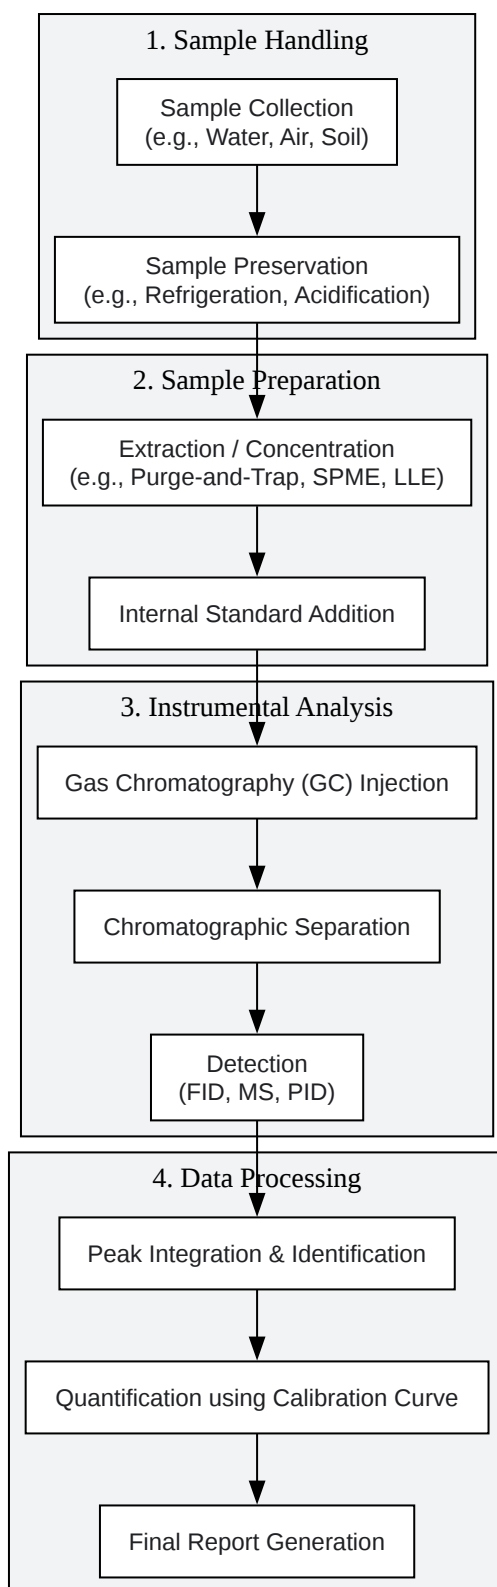 1. Sample Handling
Sample Collection
(e.g., Water, Air, Soil)
Sample Preservation
(e.g., Refrigeration, Acidification)
2. Sample Preparation
Extraction / Concentration
(e.g., Purge-and-Trap, SPME, LLE)
Internal Standard Addition
3. Instrumental Analysis
Gas Chromatography (GC) Injection
Chromatographic Separation
Detection
(FID, MS, PID)
4. Data Processing
Peak Integration & Identification
Quantification using Calibration Curve
Final Report Generation